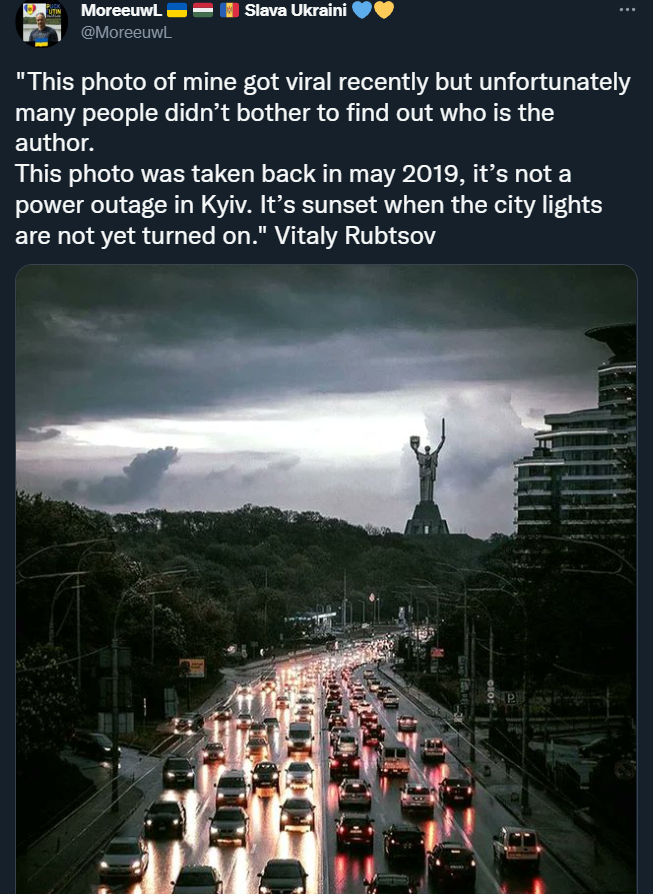 MoreeuwL 🇺🇦 🇭🇺 🇲🇩 Slava Ukraini 💙💛
@MoreeuwL
"This photo of mine got viral recently but unfortunately
many people didn’t bother to find out who is the
author.
This photo was taken back in may 2019, it’s not a
power outage in Kyiv. It’s sunset when the city lights
are not yet turned on." Vitaly Rubtsov